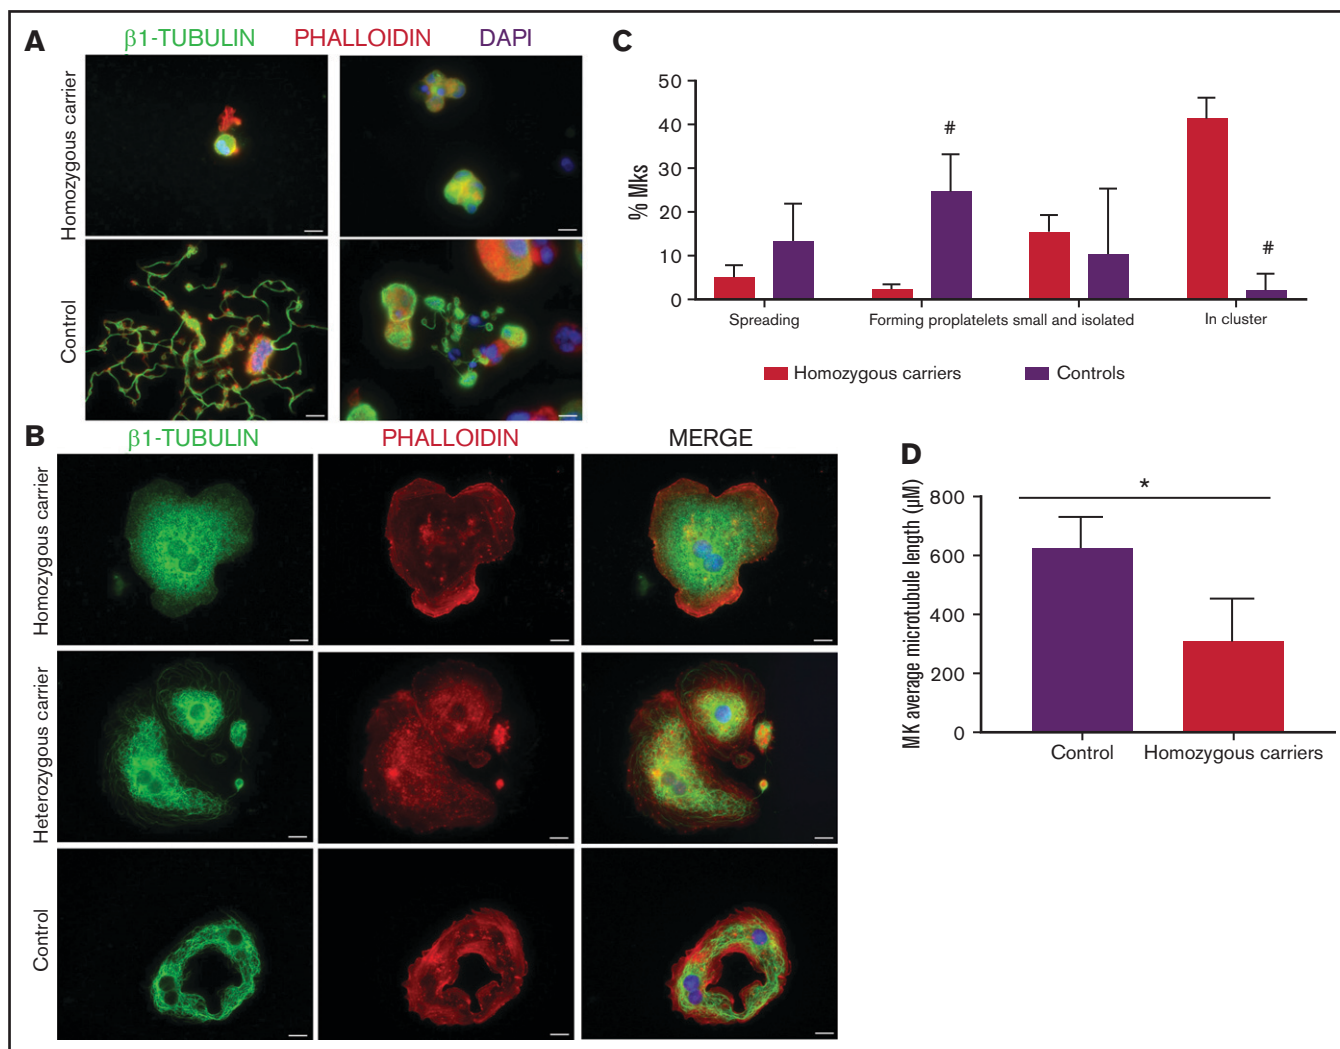 A
β1-TUBULIN PHALLOIDIN DAPI
Homozygous carrier
Control
B
β1-TUBULIN PHALLOIDIN MERGE
Homozygous carrier
Heterozygous carrier
Control
C
% Mks
50
40
30
20
10
0
#
#
Spreading Forming proplatelets small and isolated In cluster
Homozygous carriers Controls
D
MK average microtubule length (µM)
800
600
400
200
0
*
Control Homozygous carriers